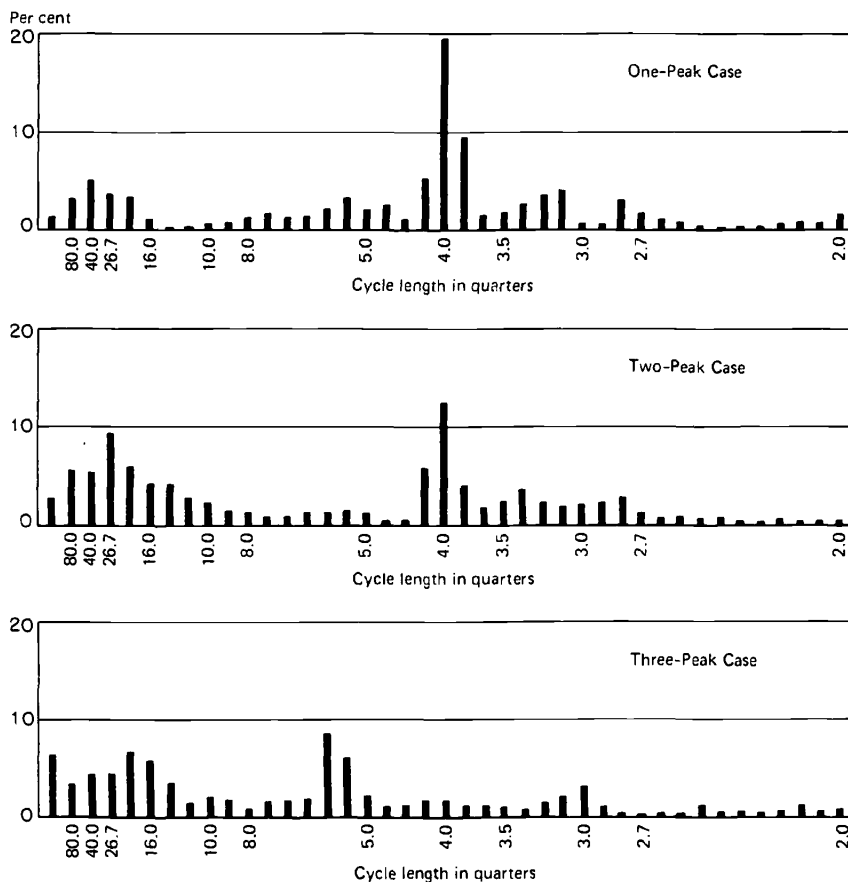 Per cent
20
One-Peak Case
10
0
80.0 40.0 26.7 16.0 10.0 8.0 5.0 4.0 3.5 3.0 2.7 2.0
Cycle length in quarters
20
Two-Peak Case
10
0
80.0 40.0 26.7 16.0 10.0 8.0 5.0 4.0 3.5 3.0 2.7 2.0
Cycle length in quarters
20
Three-Peak Case
10
0
80.0 40.0 26.7 16.0 10.0 8.0 5.0 4.0 3.5 3.0 2.7 2.0
Cycle length in quarters